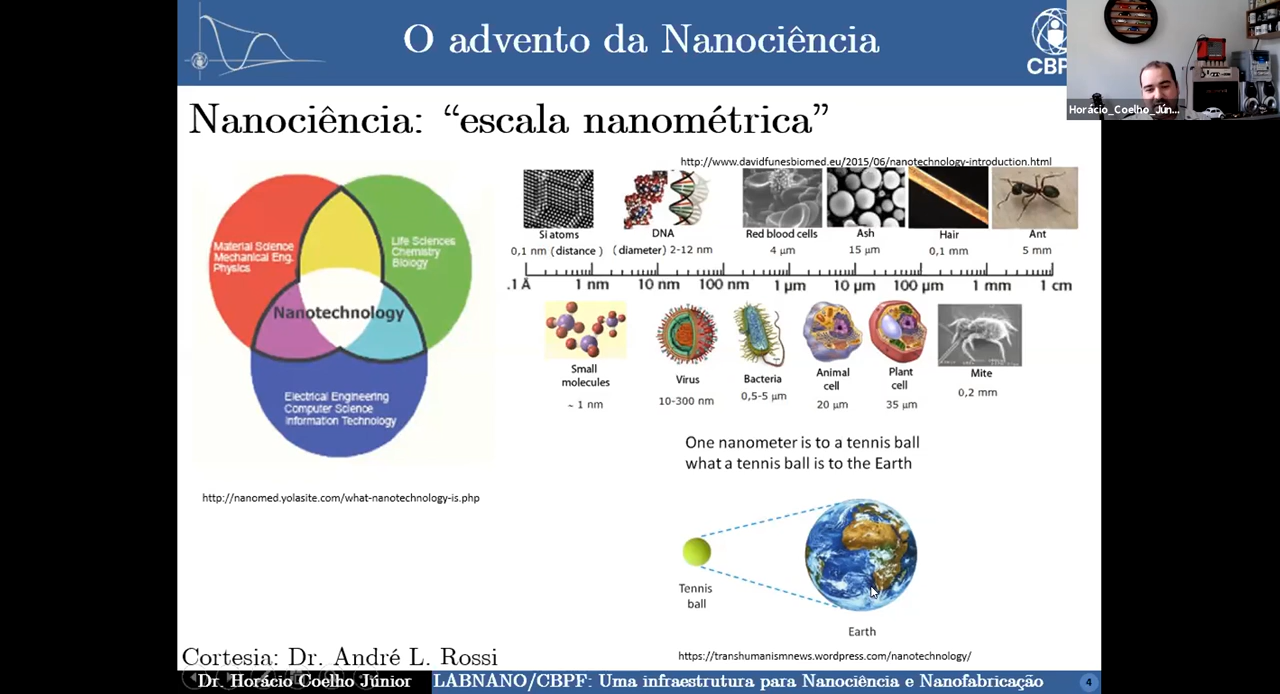 O advento da Nanociência
CBPF
Horácio_Coelho_Jún...
Nanociência: “escala nanométrica”
http://www.davidfunesbiomed.eu/2015/06/nanotechnology-introduction.html
Material Science
Mechanical Eng.
Physics
Life Sciences
Chemistry
Biology
Nanotechnology
Electrical Engineering
Computer Science
Information Technology
http://nanomed.yolasite.com/what-nanotechnology-is.php
Si atoms
0,1 nm (distance)
DNA
(diameter) 2-12 nm
Red blood cells
4 µm
Ash
15 µm
Hair
0,1 mm
Ant
5 mm
.1 Å 1 nm 10 nm 100 nm 1 µm 10 µm 100 µm 1 mm 1 cm
Small
molecules
~ 1 nm
Virus
10-300 nm
Bacteria
0,5-5 µm
Animal
cell
20 µm
Plant
cell
35 µm
Mite
0,2 mm
One nanometer is to a tennis ball
what a tennis ball is to the Earth
Tennis
ball
Earth
https://transhumanismnews.wordpress.com/nanotechnology/
Cortesia: Dr. André L. Rossi
Dr. Horácio Coelho Júnior
LABNANO/CBPF: Uma infraestrutura para Nanociência e Nanofabricação
4